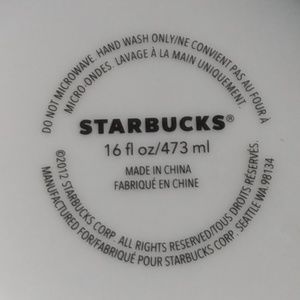 DO NOT MICROWAVE. HAND WASH ONLY/NE CONVIENT PAS AU FOUR À
MICRO ONDES. LAVAGE À LA MAIN UNIQUEMENT.
STARBUCKS®
16 fl oz/473 ml
MADE IN CHINA
FABRIQUÉ EN CHINE
©2012 STARBUCKS CORP. ALL RIGHTS RESERVED/TOUS DROITS RÉSERVÉS.
MANUFACTURED FOR/FABRIQUÉ POUR STARBUCKS CORP. SEATTLE WA 98134